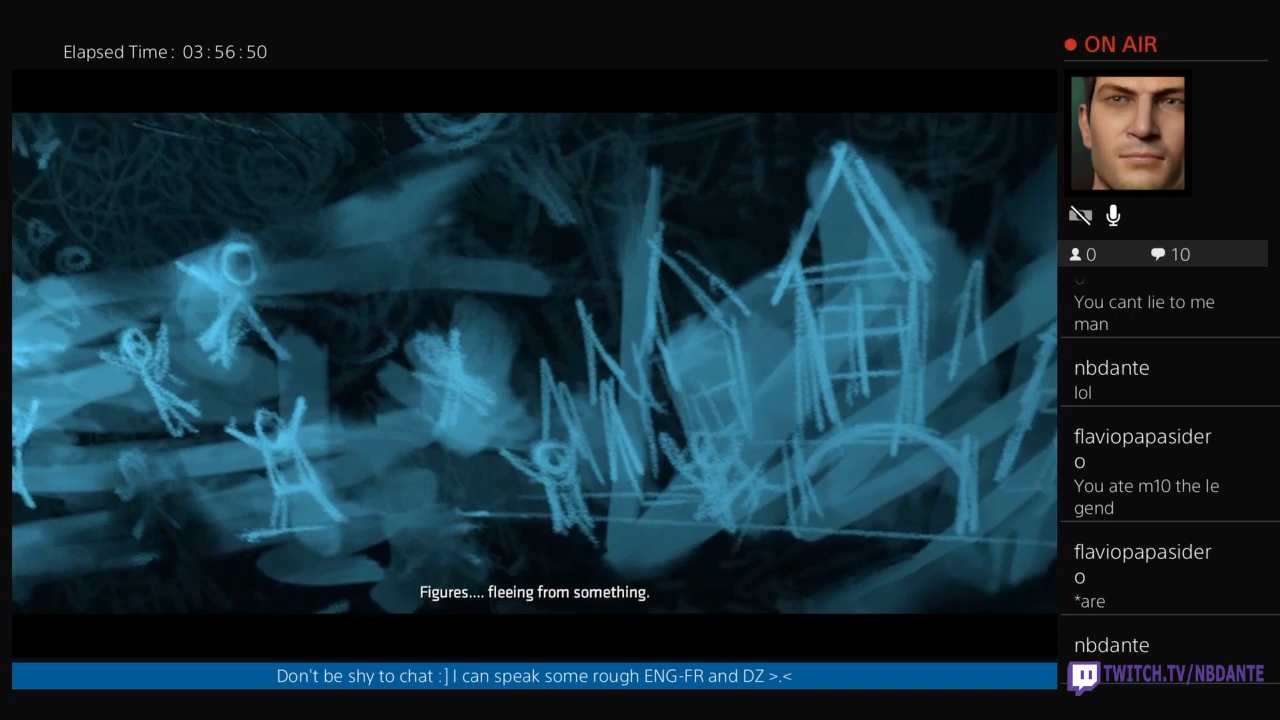 Elapsed Time: 03:56:50
ON AIR
0 10
You cant lie to me
man
nbdante
lol
flaviopapasider
o
You ate m10 the le
gend
flaviopapasider
o
*are
nbdante
TWITCH.TV/NBDANTE
Figures.... fleeing from something.
Don't be shy to chat :] I can speak some rough ENG-FR and DZ >.<